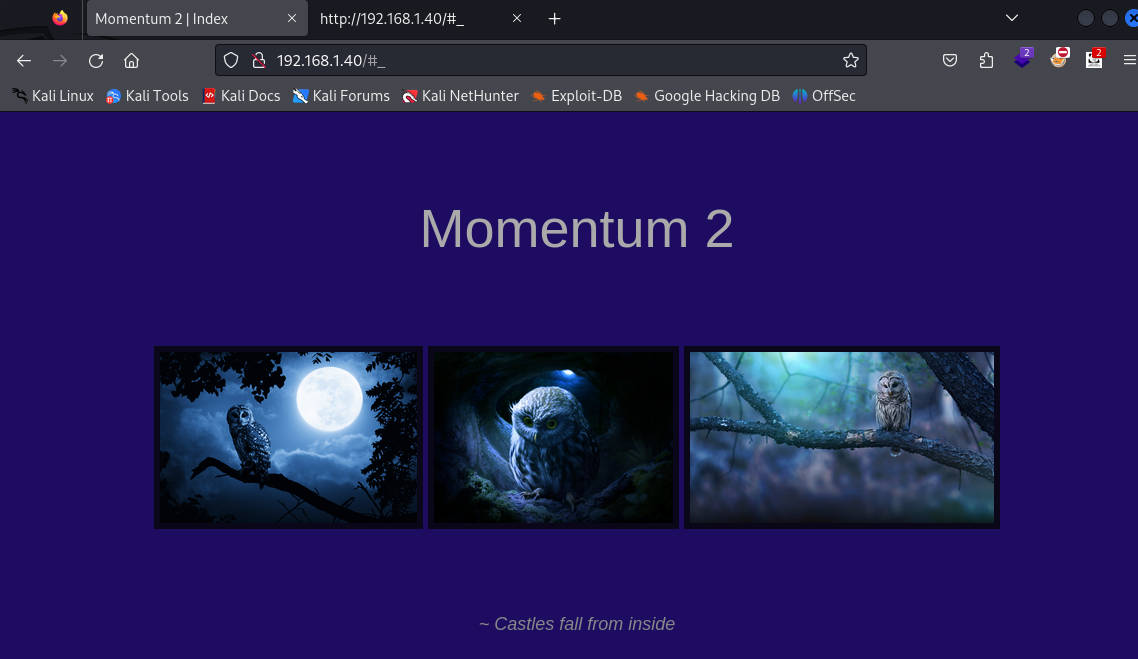 Momentum 2 | Index
http://192.168.1.40/#_
192.168.1.40/#_
2
2
Kali Linux
Kali Tools
Kali Docs
Kali Forums
Kali NetHunter
Exploit-DB
Google Hacking DB
OffSec
Momentum 2
~ Castles fall from inside